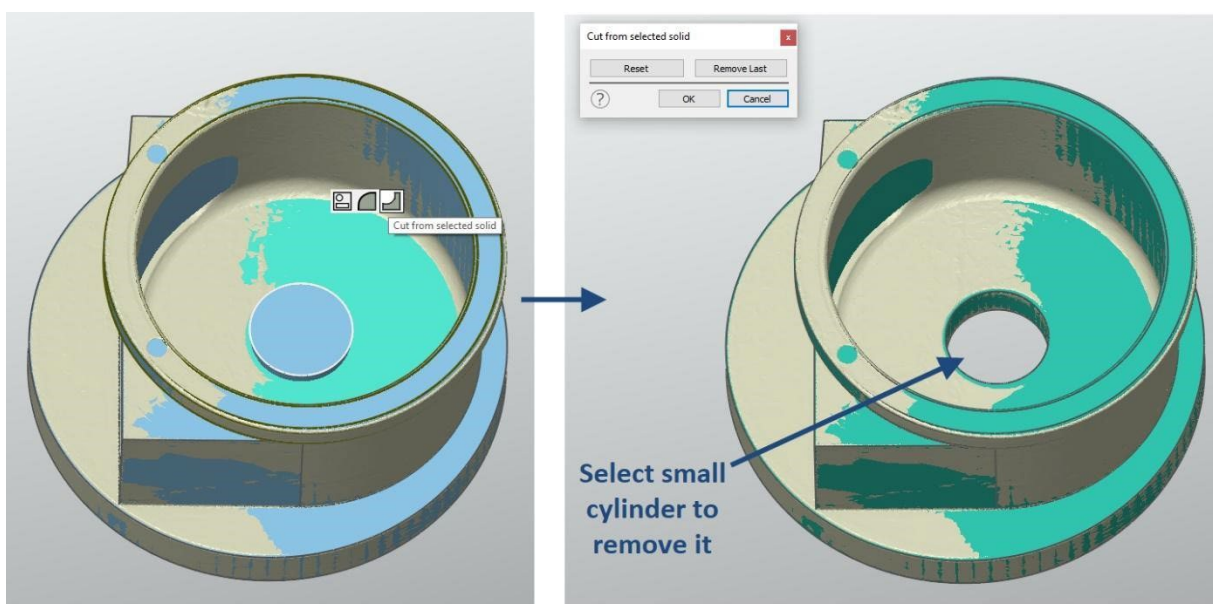 Cut from selected solid
Cut from selected solid
x
Reset Remove Last
? OK Cancel
Select small
cylinder to
remove it